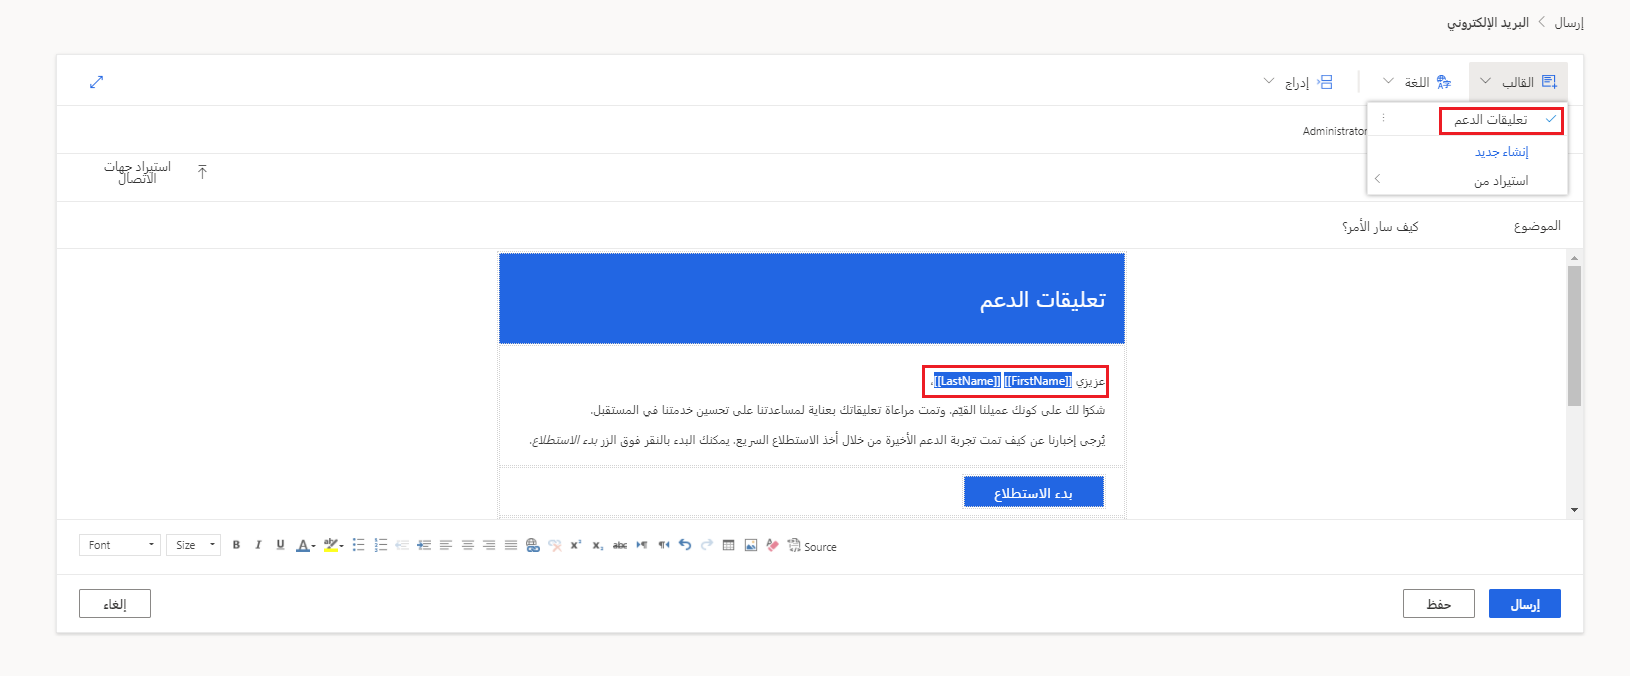 إرسال
البريد الإلكتروني
القالب
اللغة
إدراج
تعليقات الدعم
إنشاء جديد
استيراد من
Administrator
استيراد جهات
الاتصال
الموضوع
كيف سار الأمر؟
تعليقات الدعم
عزيزي [[FirstName]] [[LastName]]،
شكرًا لك على كونك عميلنا القيّم. وتمت مراعاة تعليقاتك بعناية لمساعدتنا على تحسين خدمتنا في المستقبل.
يُرجى إخبارنا عن كيف تمت تجربة الدعم الأخيرة من خلال أخذ الاستطلاع السريع. يمكنك البدء بالنقر فوق الزر بدء الاستطلاع.
بدء الاستطلاع
Font
Size
Source
إرسال
حفظ
إلغاء